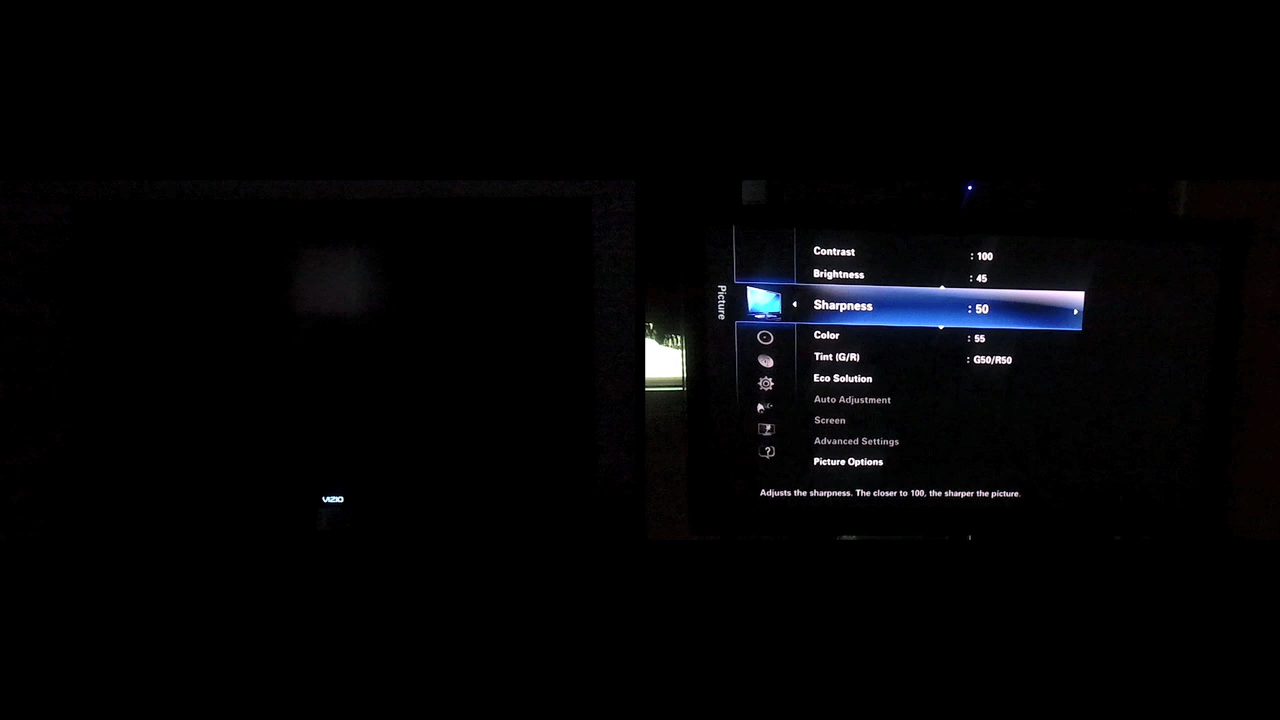 VIZIO
Picture
Contrast : 100
Brightness : 45
Sharpness : 50
Color : 55
Tint (G/R) : G50/R50
Eco Solution
Auto Adjustment
Screen
Advanced Settings
Picture Options
Adjusts the sharpness. The closer to 100, the sharper the picture.